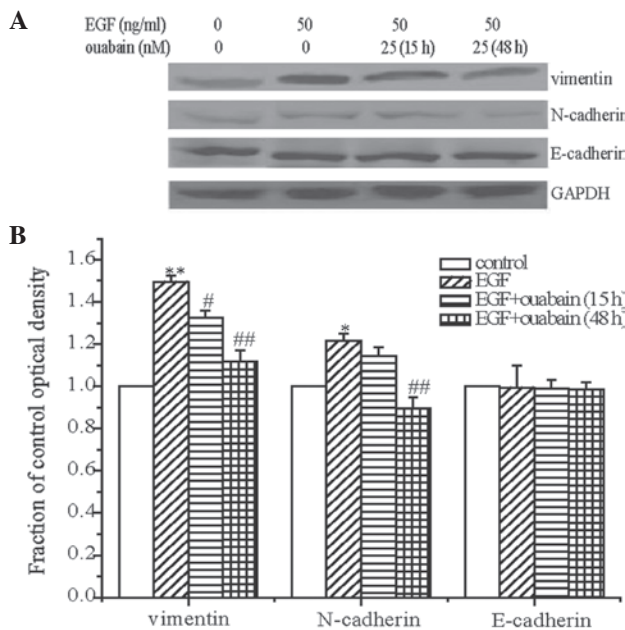 A
EGF (ng/ml) 0 50 50 50
ouabain (nM) 0 0 25 (15 h) 25 (48 h)
vimentin
N-cadherin
E-cadherin
GAPDH
B
Fraction of control optical density
1.6
1.4
1.2
1.0
0.8
0.6
0.4
0.2
0.0
**
#
##
*
##
control
EGF
EGF+ouabain (15 h)
EGF+ouabain (48 h)
vimentin N-cadherin E-cadherin